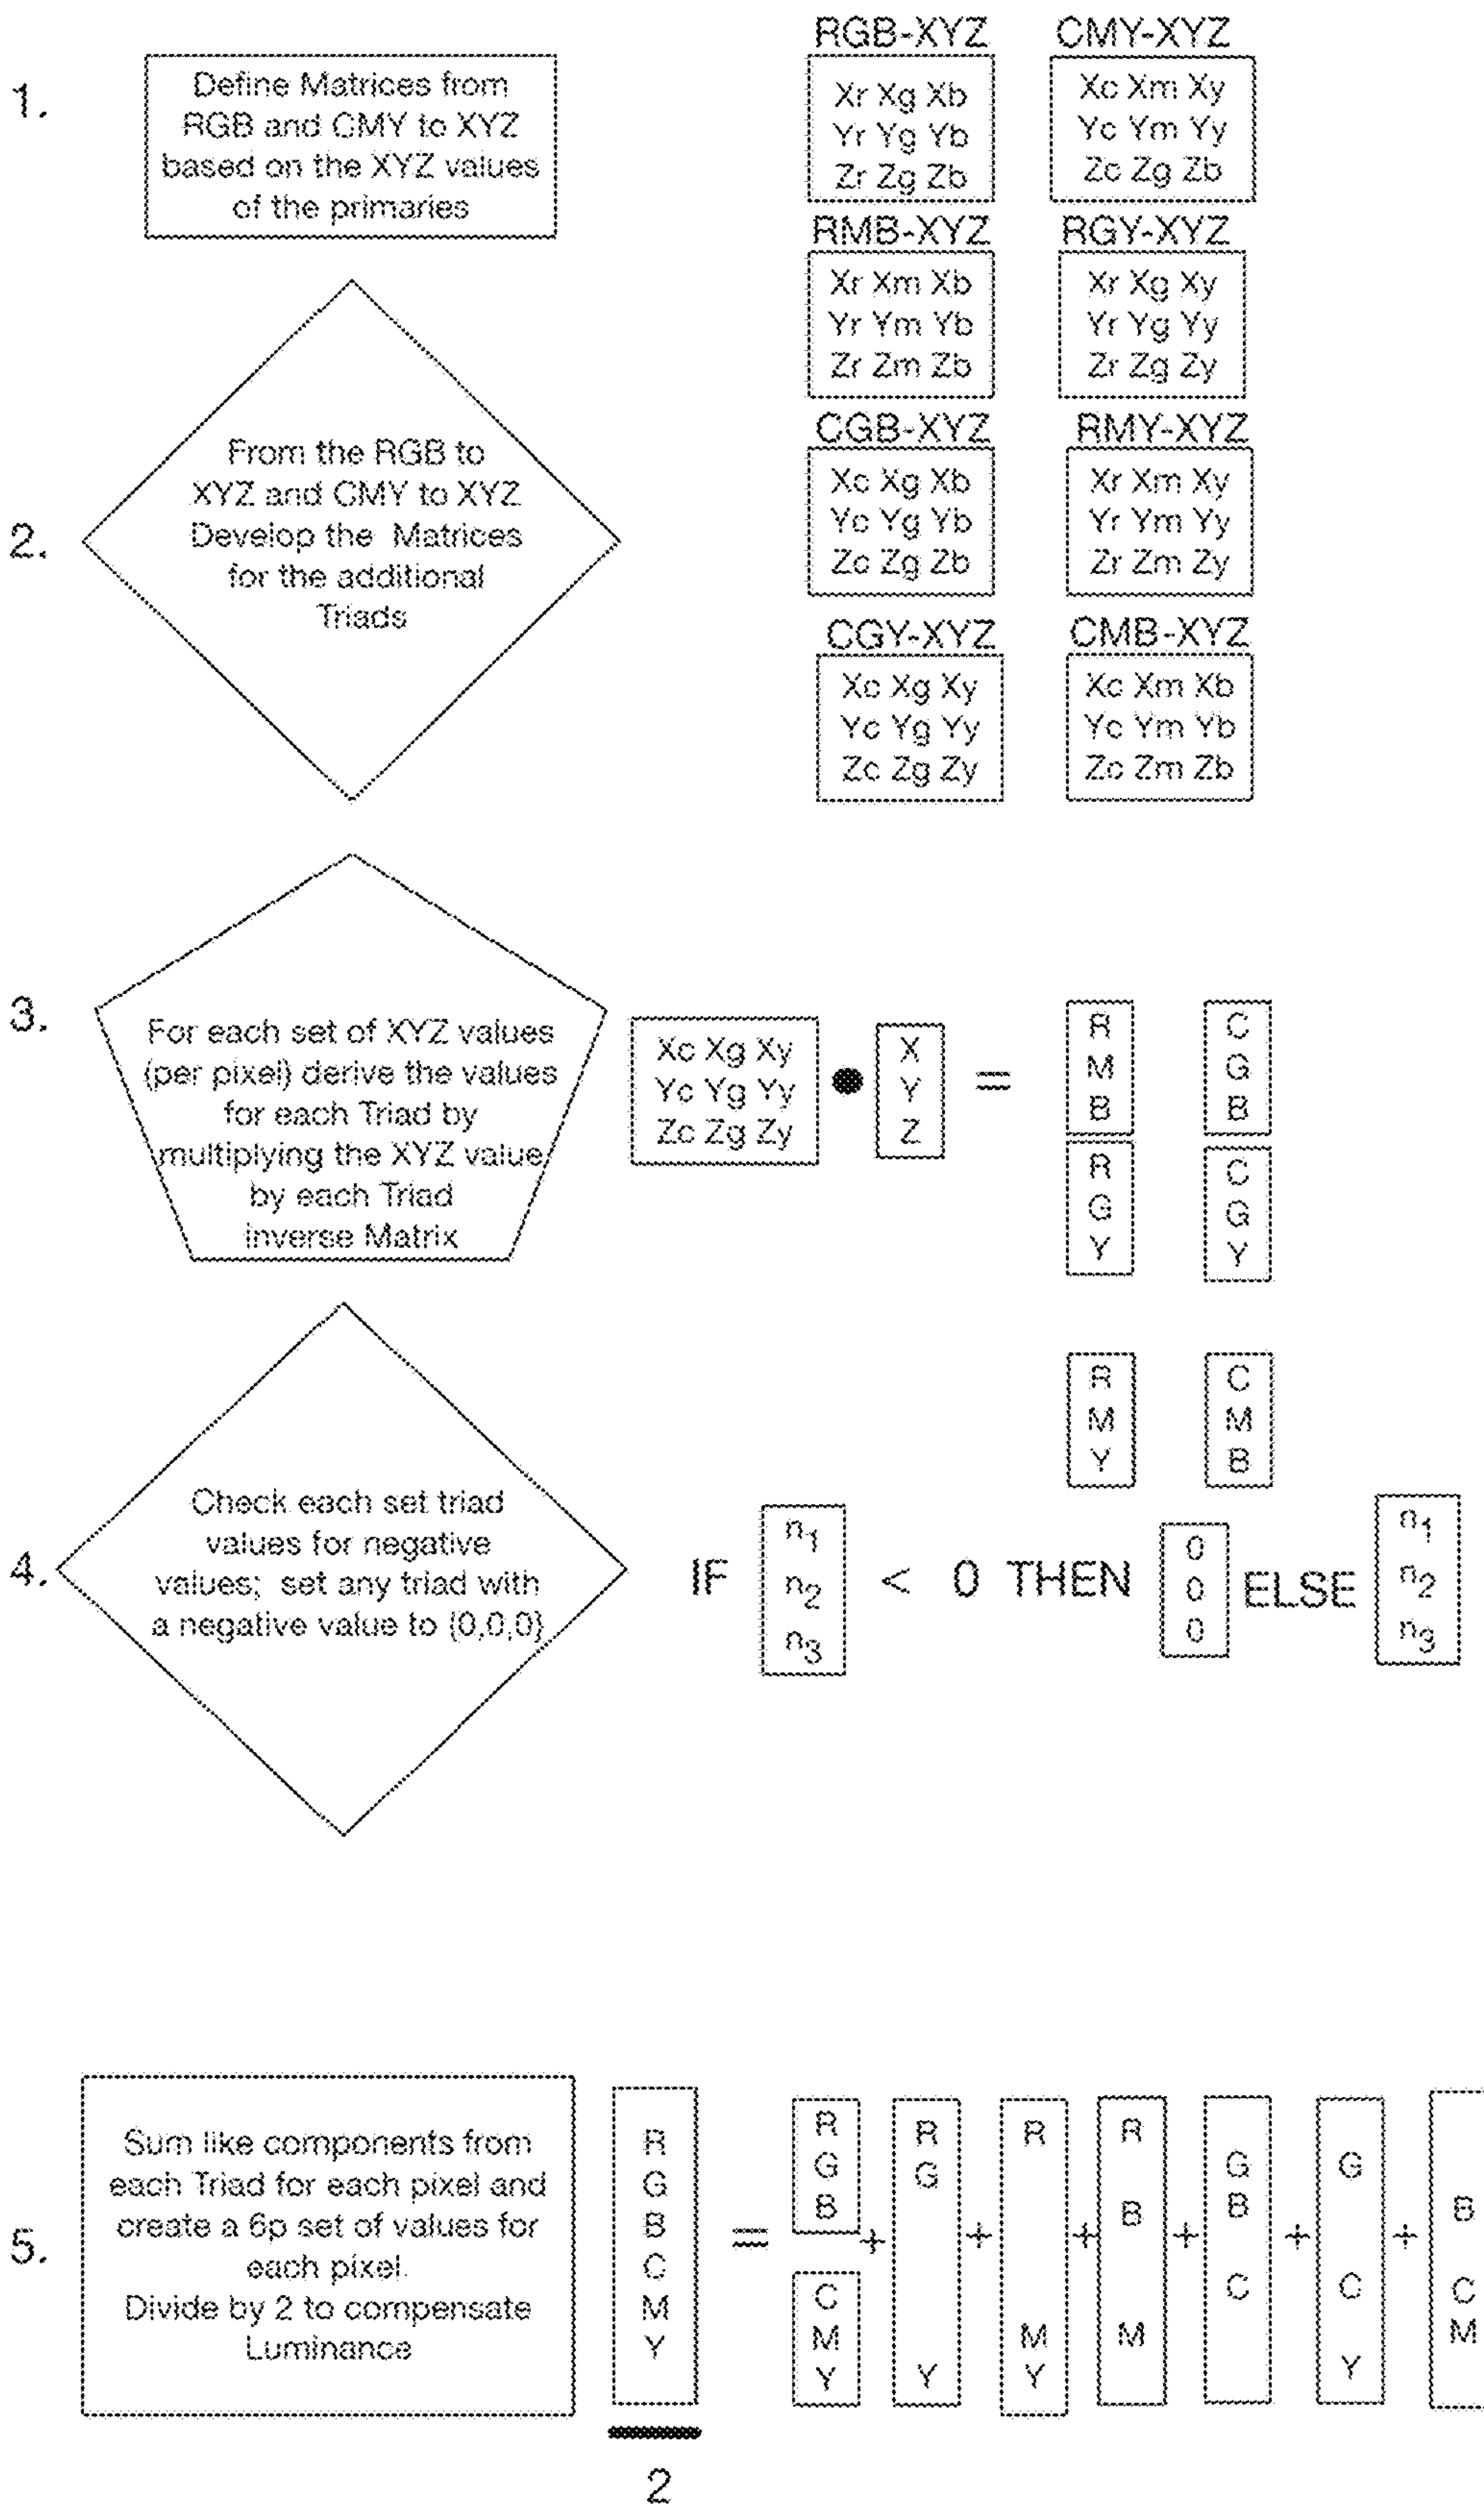 1.
Define Matrices from
RGB and CMY to XYZ
based on the XYZ values
of the primaries
RGB-XYZ
Xr Xg Xb
Yr Yg Yb
Zr Zg Zb
CMY-XYZ
Xc Xm Xy
Yc Ym Yy
Zc Zg Zb
RMB-XYZ
Xr Xm Xb
Yr Ym Yb
Zr Zm Zb
RGY-XYZ
Xr Xg Xy
Yr Yg Yy
Zr Zg Zy
2.
From the RGB to
XYZ and CMY to XYZ
Develop the Matrices
for the additional
Triads
CGB-XYZ
Xc Xg Xb
Yc Yg Yb
Zc Zg Zb
RMY-XYZ
Xr Xm Xy
Yr Ym Yy
Zr Zm Zy
CGY-XYZ
Xc Xg Xy
Yc Yg Yy
Zc Zg Zy
CMB-XYZ
Xc Xm Xb
Yc Ym Yb
Zc Zm Zb
3.
For each set of XYZ values
(per pixel) derive the values
for each Triad by
multiplying the XYZ value
by each Triad
inverse Matrix
Xc Xg Xy
Yc Yg Yy
Zc Zg Zy
●
X
Y
Z
=
R
M
B
C
G
B
R
G
Y
C
G
Y
R
M
Y
C
M
B
4.
Check each set triad
values for negative
values; set any triad with
a negative value to {0,0,0}
IF
n1
n2
n3
< 0 THEN
0
0
0
ELSE
n1
n2
n3
5.
Sum like components from
each Triad for each pixel and
create a 6p set of values for
each pixel.
Divide by 2 to compensate
Luminance
R
G
B
C
M
Y
2
=
R
G
B
C
M
Y
+
R
G
Y
+
R
M
Y
+
R
B
M
+
G
B
C
+
G
C
Y
+
B
C
M